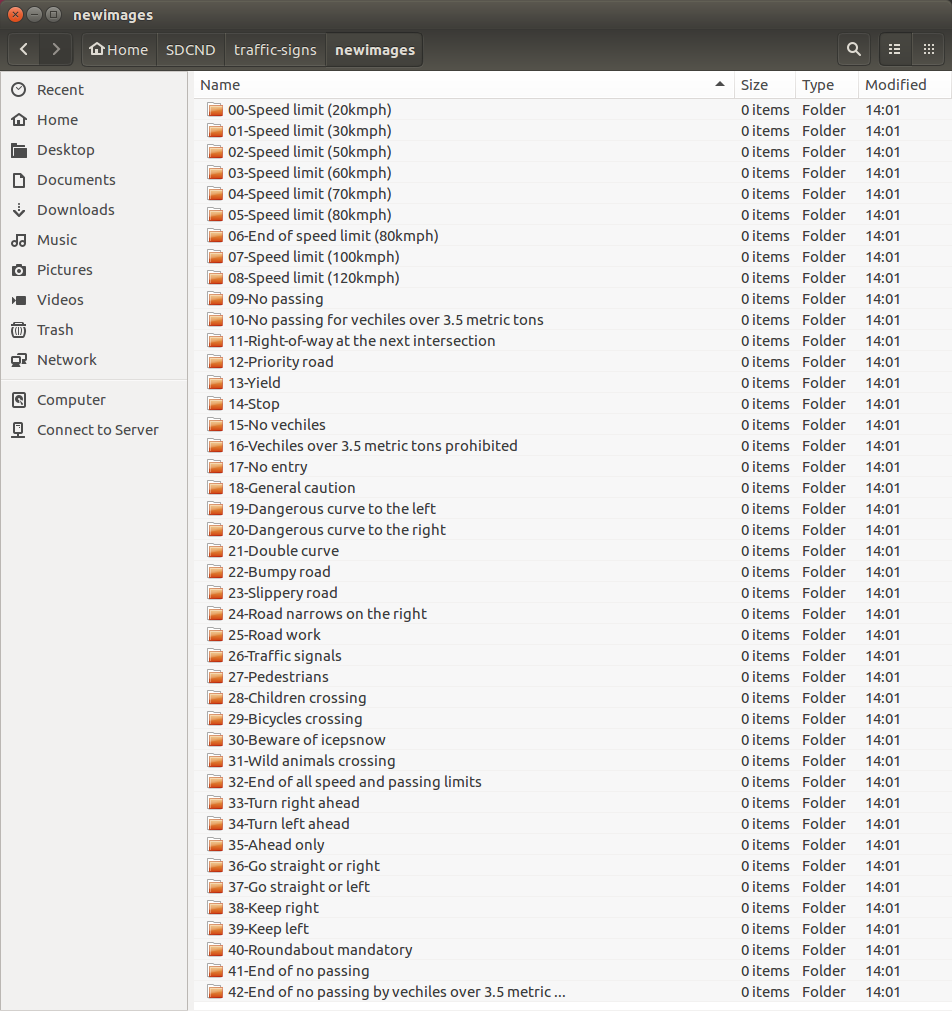 newimages
Home SDCND traffic-signs newimages
Name Size Type Modified
Recent
Home
Desktop
Documents
Downloads
Music
Pictures
Videos
Trash
Network
Computer
Connect to Server
00-Speed limit (20kmph) 0 items Folder 14:01
01-Speed limit (30kmph) 0 items Folder 14:01
02-Speed limit (50kmph) 0 items Folder 14:01
03-Speed limit (60kmph) 0 items Folder 14:01
04-Speed limit (70kmph) 0 items Folder 14:01
05-Speed limit (80kmph) 0 items Folder 14:01
06-End of speed limit (80kmph) 0 items Folder 14:01
07-Speed limit (100kmph) 0 items Folder 14:01
08-Speed limit (120kmph) 0 items Folder 14:01
09-No passing 0 items Folder 14:01
10-No passing for vechiles over 3.5 metric tons 0 items Folder 14:01
11-Right-of-way at the next intersection 0 items Folder 14:01
12-Priority road 0 items Folder 14:01
13-Yield 0 items Folder 14:01
14-Stop 0 items Folder 14:01
15-No vechiles 0 items Folder 14:01
16-Vechiles over 3.5 metric tons prohibited 0 items Folder 14:01
17-No entry 0 items Folder 14:01
18-General caution 0 items Folder 14:01
19-Dangerous curve to the left 0 items Folder 14:01
20-Dangerous curve to the right 0 items Folder 14:01
21-Double curve 0 items Folder 14:01
22-Bumpy road 0 items Folder 14:01
23-Slippery road 0 items Folder 14:01
24-Road narrows on the right 0 items Folder 14:01
25-Road work 0 items Folder 14:01
26-Traffic signals 0 items Folder 14:01
27-Pedestrians 0 items Folder 14:01
28-Children crossing 0 items Folder 14:01
29-Bicycles crossing 0 items Folder 14:01
30-Beware of icepsnow 0 items Folder 14:01
31-Wild animals crossing 0 items Folder 14:01
32-End of all speed and passing limits 0 items Folder 14:01
33-Turn right ahead 0 items Folder 14:01
34-Turn left ahead 0 items Folder 14:01
35-Ahead only 0 items Folder 14:01
36-Go straight or right 0 items Folder 14:01
37-Go straight or left 0 items Folder 14:01
38-Keep right 0 items Folder 14:01
39-Keep left 0 items Folder 14:01
40-Roundabout mandatory 0 items Folder 14:01
41-End of no passing 0 items Folder 14:01
42-End of no passing by vechiles over 3.5 metric ... 0 items Folder 14:01